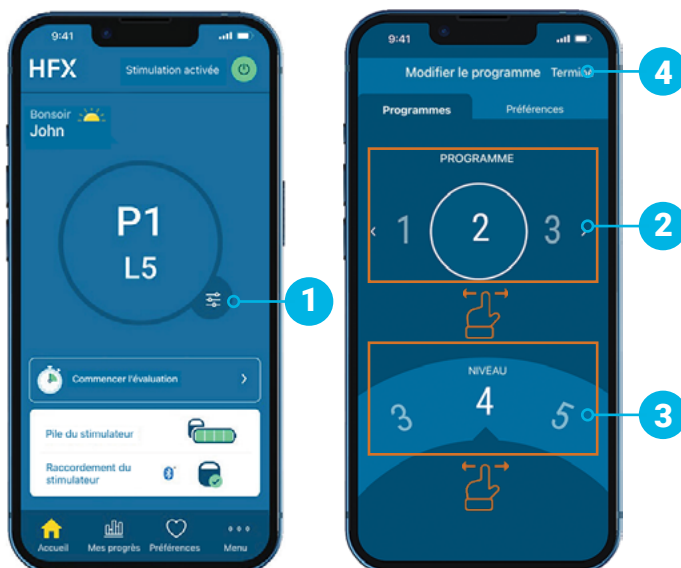 9:41
HFX
Stimulation activée
Bonsoir
John
P1
L5
1
Commencer l'évaluation
Pile du stimulateur
Raccordement du
stimulateur
Accueil Mes progrès Préférences Menu
9:41
Modifier le programme
4
Programmes Préférences
PROGRAMME
1 2 3
2
NIVEAU
3 4 5
3